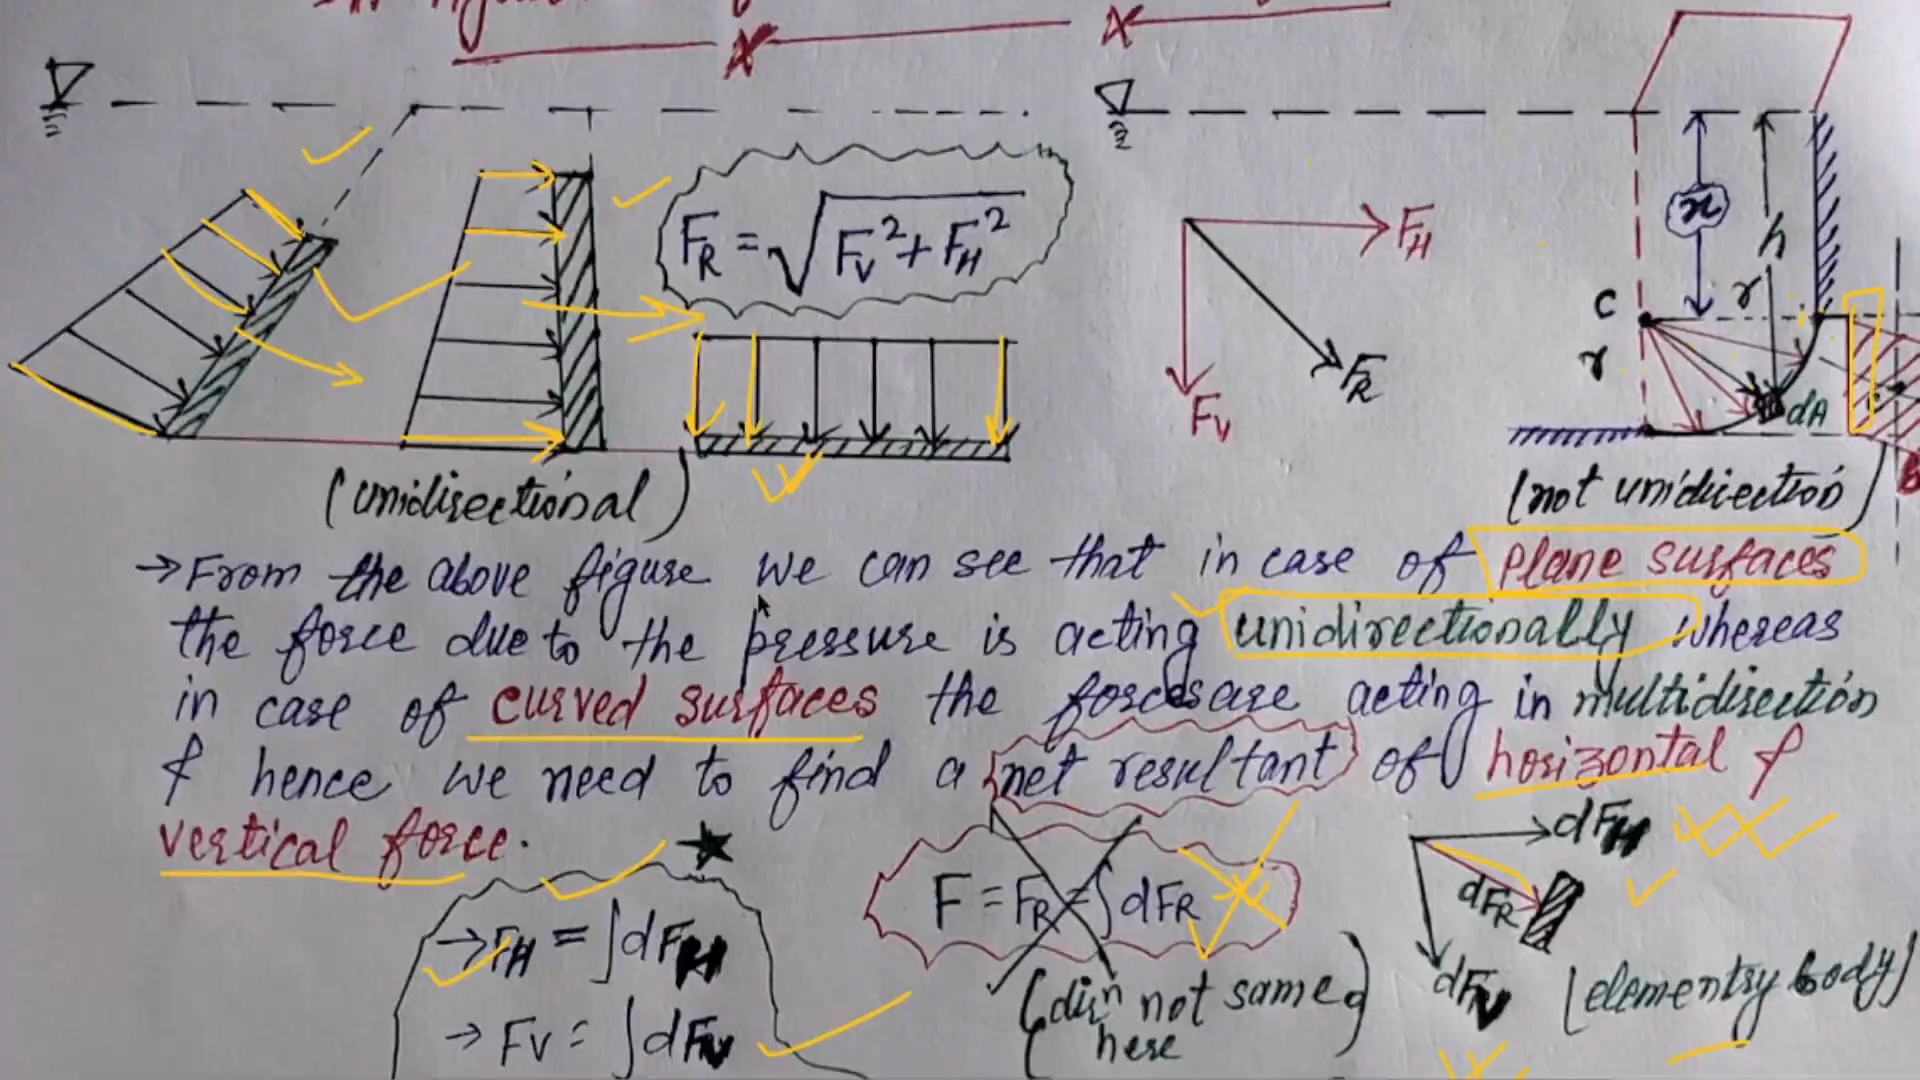 F_R = √F_V² + F_H²
F_H
F_R
F_V
x
h
r
C
r
dA
B
(unidirectional)
(not unidirection)
→ From the above figure we can see that in case of plane surfaces
the force due to the pressure is acting unidirectionally whereas
in case of curved surfaces the forces are acting in multidirection
& hence we need to find a net resultant of horizontal &
vertical force.
→ F_H = ∫dF_H
→ F_V = ∫dF_V
F = F_R = ∫dF_R
(dirn not same
here)
dF_H
dF_R
dF_V
(elementry body)